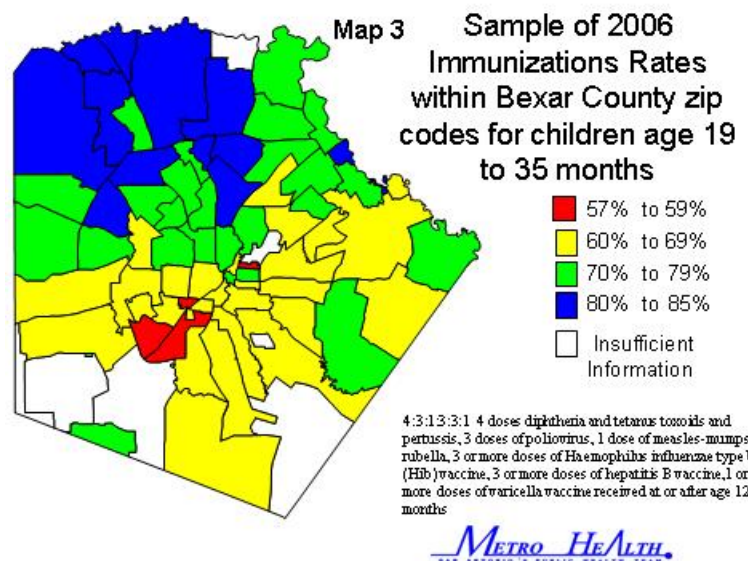 Map 3
Sample of 2006
Immunizations Rates
within Bexar County zip
codes for children age 19
to 35 months
57% to 59%
60% to 69%
70% to 79%
80% to 85%
Insufficient
Information
4:3:1:3:3:1 4 doses diphtheria and tetanus toxoids and
pertussis, 3 doses of poliovirus, 1 dose of measles-mumps
rubella, 3 or more doses of Haemophilus influenzae type
(Hib) vaccine, 3 or more doses of hepatitis B vaccine, 1 or
more doses of varicella vaccine received at or after age 12
months
METRO HEALTH.